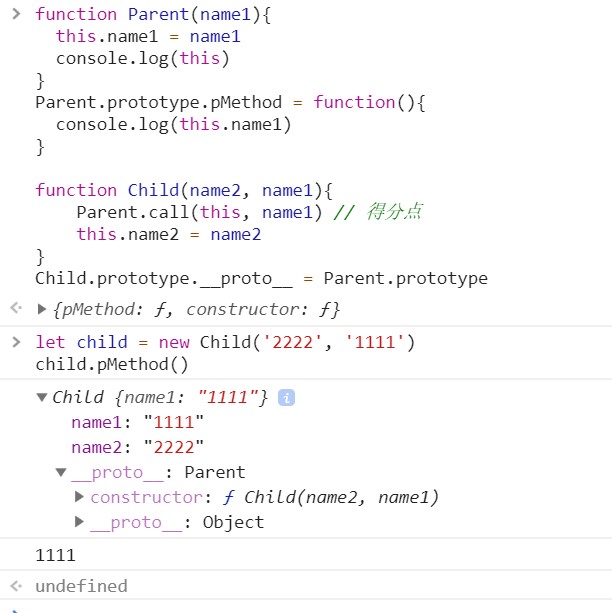 function Parent(name1){
this.name1 = name1
console.log(this)
}
Parent.prototype.pMethod = function(){
console.log(this.name1)
}
function Child(name2, name1){
Parent.call(this, name1) // 得分点
this.name2 = name2
}
Child.prototype.__proto__ = Parent.prototype
{pMethod: ƒ, constructor: ƒ}
let child = new Child('2222', '1111')
child.pMethod()
Child {name1: "1111"} i
name1: "1111"
name2: "2222"
__proto__: Parent
constructor: ƒ Child(name2, name1)
__proto__: Object
1111
undefined